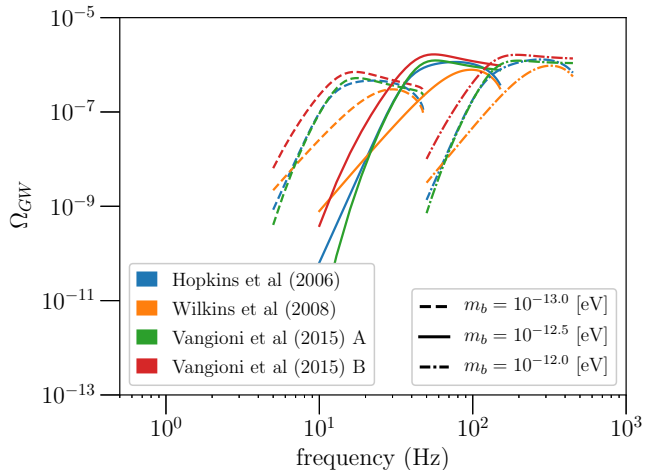 10^{-5}
10^{-7}
10^{-9}
10^{-11}
10^{-13}
Ω_{GW}
Hopkins et al (2006)
Wilkins et al (2008)
Vangioni et al (2015) A
Vangioni et al (2015) B
m_b = 10^{-13.0} [eV]
m_b = 10^{-12.5} [eV]
m_b = 10^{-12.0} [eV]
10^0 10^1 10^2 10^3
frequency (Hz)